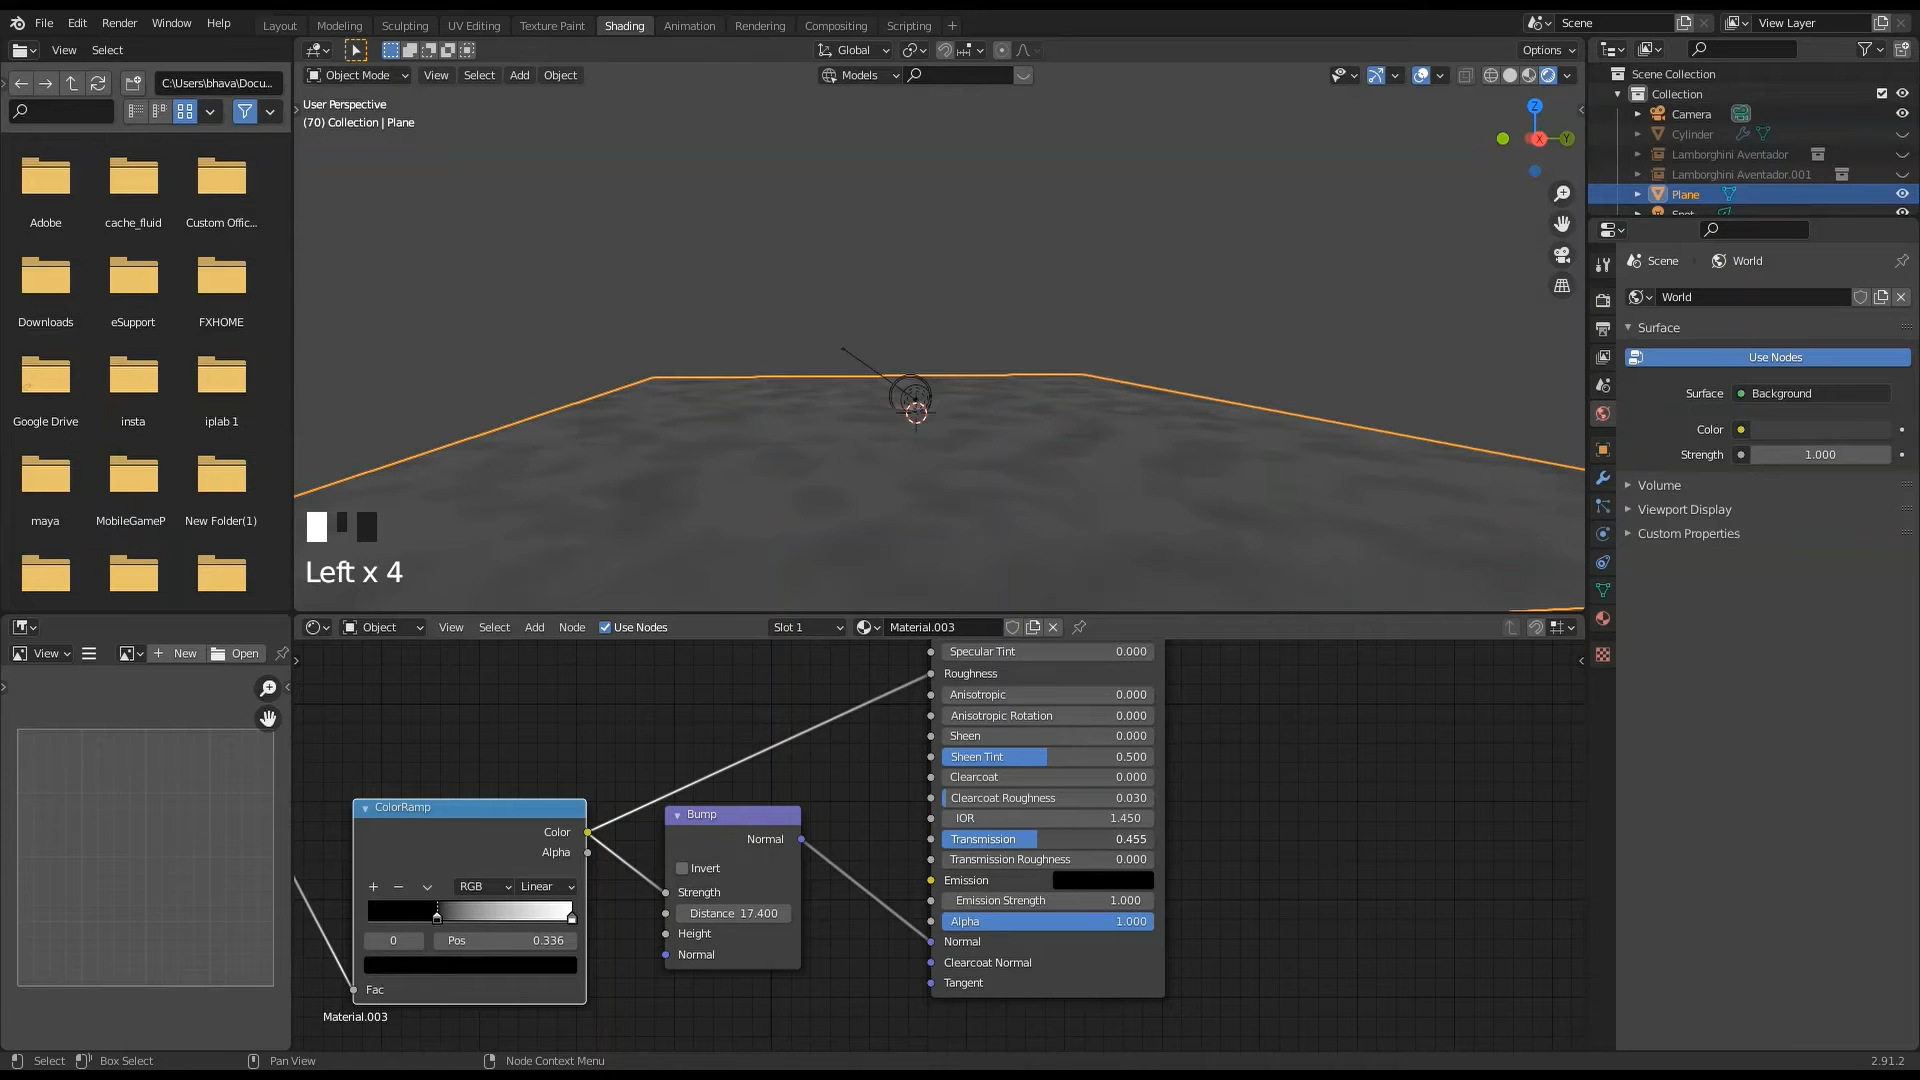 File Edit Render Window Help Layout Modeling Sculpting UV Editing Texture Paint Shading Animation Rendering Compositing Scripting + Scene View Layer
View Select Global Options
C:\Users\bhava\Docu... Object Mode View Select Add Object Models
Scene Collection
Collection
Camera
Cylinder
Lamborghini Aventador
Lamborghini Aventador.001
Plane
Spot
User Perspective
(70) Collection | Plane
Z
X
Y
Adobe cache_fluid Custom Offic...
Downloads eSupport FXHOME
Google Drive insta iplab 1
maya MobileGameP New Folder(1)
Left x 4
Scene World
World
Surface
Use Nodes
Surface Background
Color
Strength 1.000
Volume
Viewport Display
Custom Properties
Object View Select Add Node Use Nodes Slot 1 Material.003
View New Open
Specular Tint 0.000
Roughness
Anisotropic 0.000
Anisotropic Rotation 0.000
Sheen 0.000
Sheen Tint 0.500
Clearcoat 0.000
Clearcoat Roughness 0.030
IOR 1.450
Transmission 0.455
Transmission Roughness 0.000
Emission
Emission Strength 1.000
Alpha 1.000
Normal
Clearcoat Normal
Tangent
ColorRamp
Color
Alpha
+ − RGB Linear
0 Pos 0.336
Fac
Bump
Normal
Invert
Strength
Distance 17.400
Height
Normal
Material.003
Select Box Select Pan View Node Context Menu 2.91.2